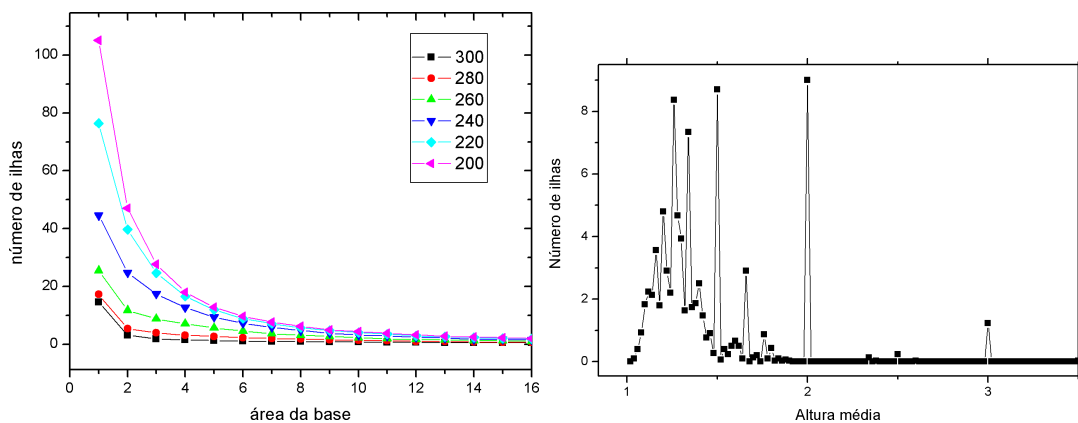 número de ilhas
100
80
60
40
20
0
0 2 4 6 8 10 12 14 16
área da base
300
280
260
240
220
200
Número de ilhas
8
6
4
2
0
1 2 3
Altura média